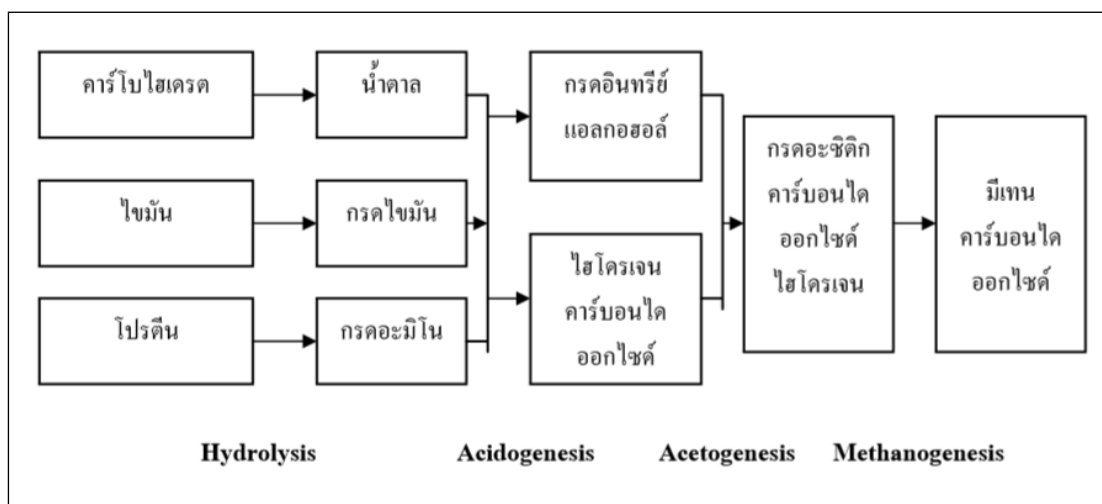 คาร์โบไฮเดรต
น้ำตาล
กรดอินทรีย์
แอลกอฮอล์
ไขมัน
กรดไขมัน
โปรตีน
กรดอะมิโน
ไฮโดรเจน
คาร์บอนได
ออกไซด์
กรดอะซิติก
คาร์บอนได
ออกไซด์
ไฮโดรเจน
มีเทน
คาร์บอนได
ออกไซด์
Hydrolysis
Acidogenesis
Acetogenesis
Methanogenesis